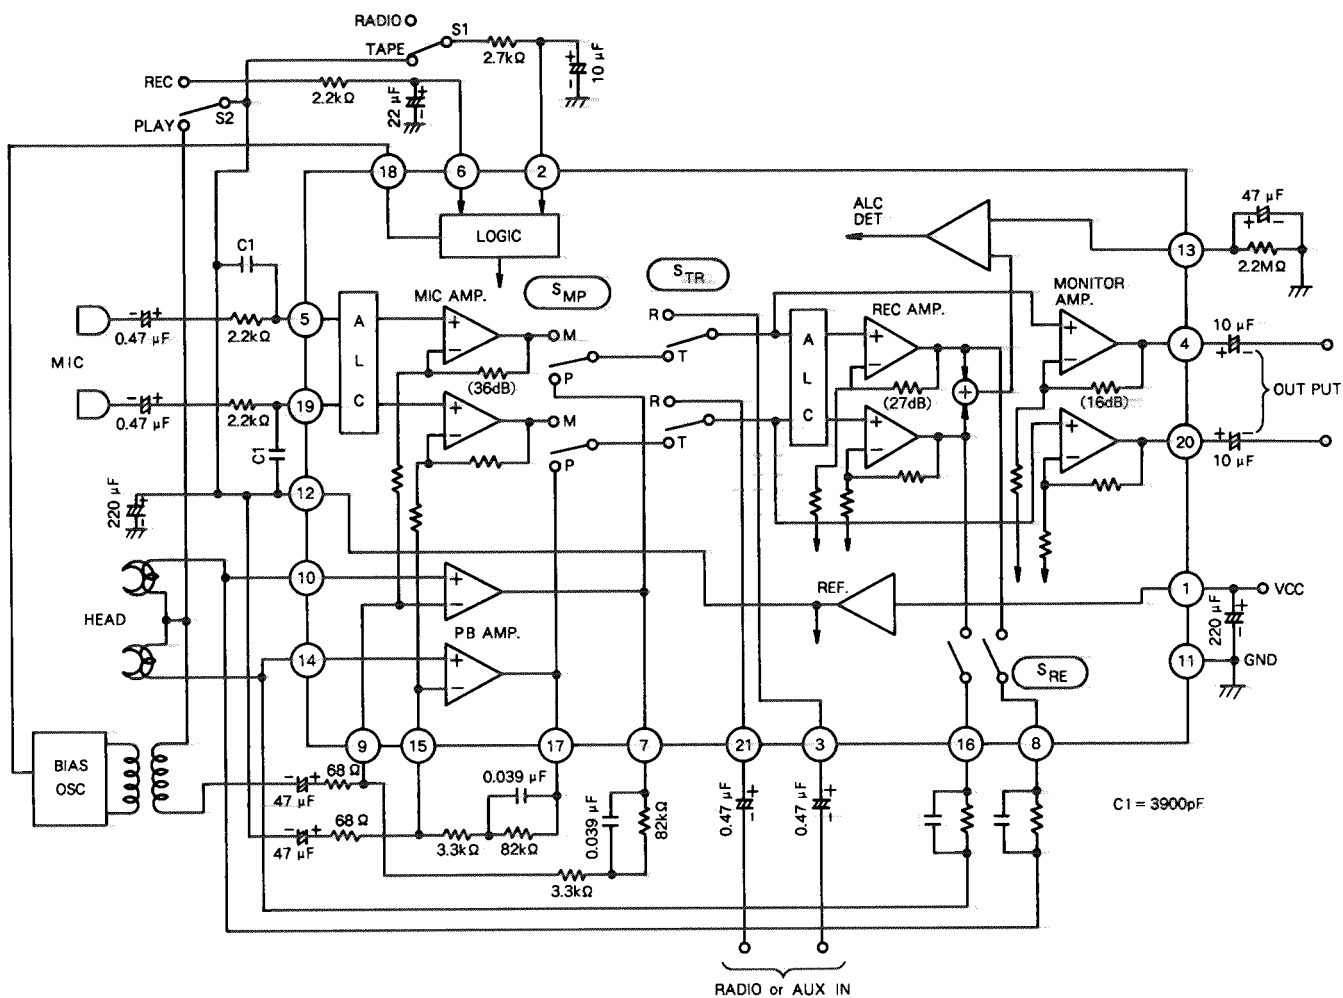 RADIO
S1
TAPE
2.7kΩ
+
-
10 µF
REC
2.2kΩ
22 µF
+
-
S2
PLAY
18
6
2
LOGIC
ALC
DET
47 µF
+ -
13
2.2MΩ
C1
S_TR
S_MP
MIC AMP.
MONITOR
AMP.
REC AMP.
R
- +
0.47 µF
2.2kΩ
5
A
L
C
+
-
M
T
A
L
C
+
-
+
-
4
10 µF
+ -
MIC
P
(36dB)
(27dB)
+
(16dB)
OUT PUT
- +
0.47 µF
2.2kΩ
19
+
-
M
R
+
-
+
-
20
+ -
10 µF
C1
P
T
220 µF
+
-
12
10
+
-
REF.
1
VCC
HEAD
PB AMP.
220 µF
+
-
14
+
-
S_RE
11
GND
9
15
17
7
21
3
16
8
BIAS
OSC
- +
47 µF
68 Ω
0.039 µF
0.039 µF
82kΩ
0.47 µF
+
-
0.47 µF
+
-
C1 = 3900pF
- +
47 µF
68 Ω
3.3kΩ
82kΩ
3.3kΩ
RADIO or AUX IN